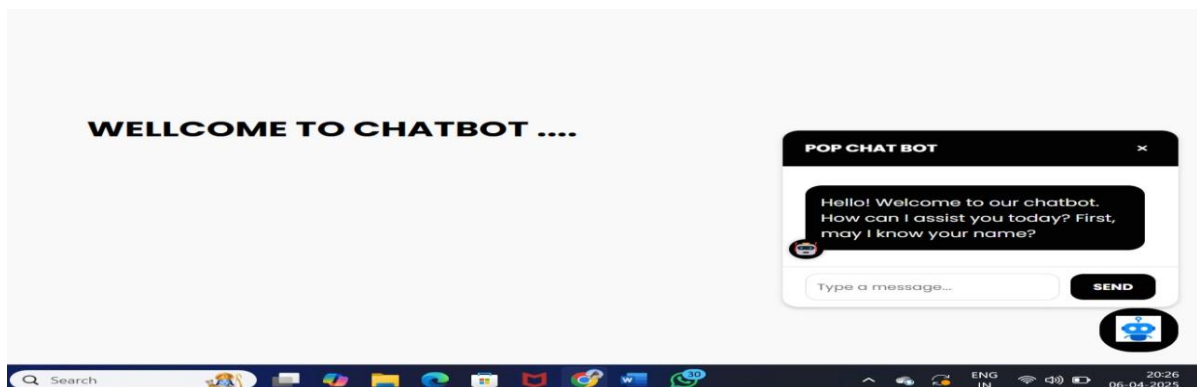 WELLCOME TO CHATBOT ....
POP CHAT BOT ×
Hello! Welcome to our chatbot.
How can I assist you today? First,
may I know your name?
Type a message...
SEND
Search
30
ENG
IN
20:26
06-04-2025